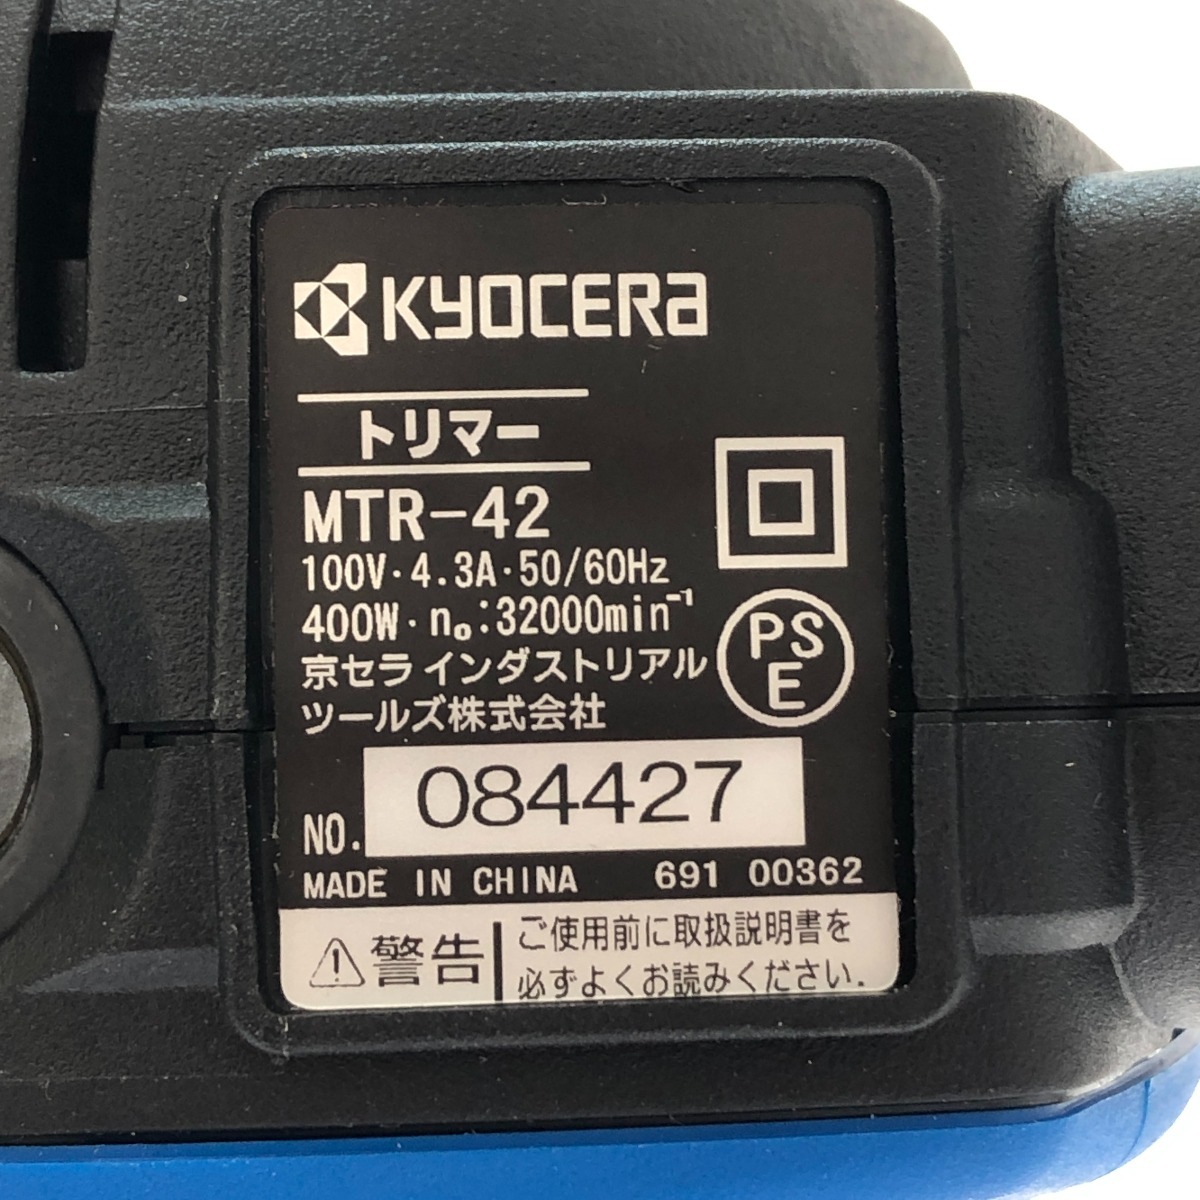 KYOCERA
トリマー
MTR-42
100V·4.3A·50/60Hz
400W·n₀:32000min⁻¹
京セラ インダストリアル
ツールズ株式会社
PS
E
NO. 084427
MADE IN CHINA 691 00362
警告
ご使用前に取扱説明書を
必ずよくお読みください.